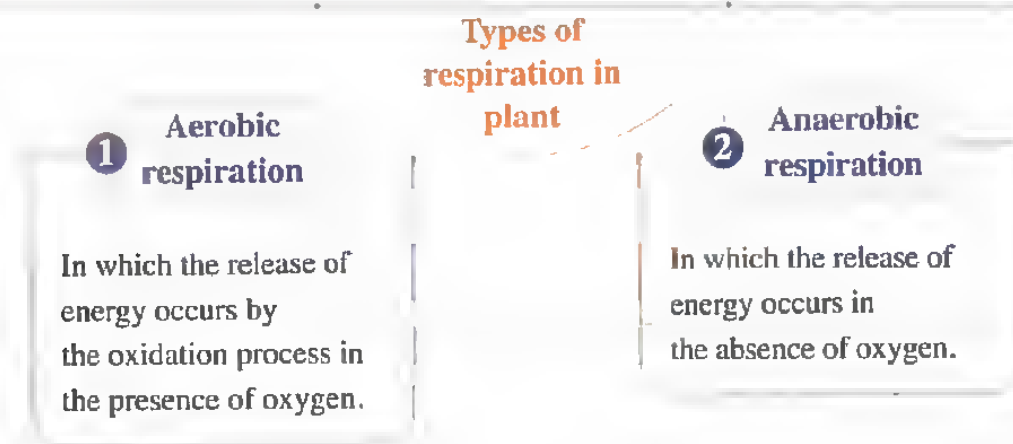 Types of
respiration in
plant
1 Aerobic
respiration
In which the release of
energy occurs by
the oxidation process in
the presence of oxygen.
2 Anaerobic
respiration
In which the release of
energy occurs in
the absence of oxygen.